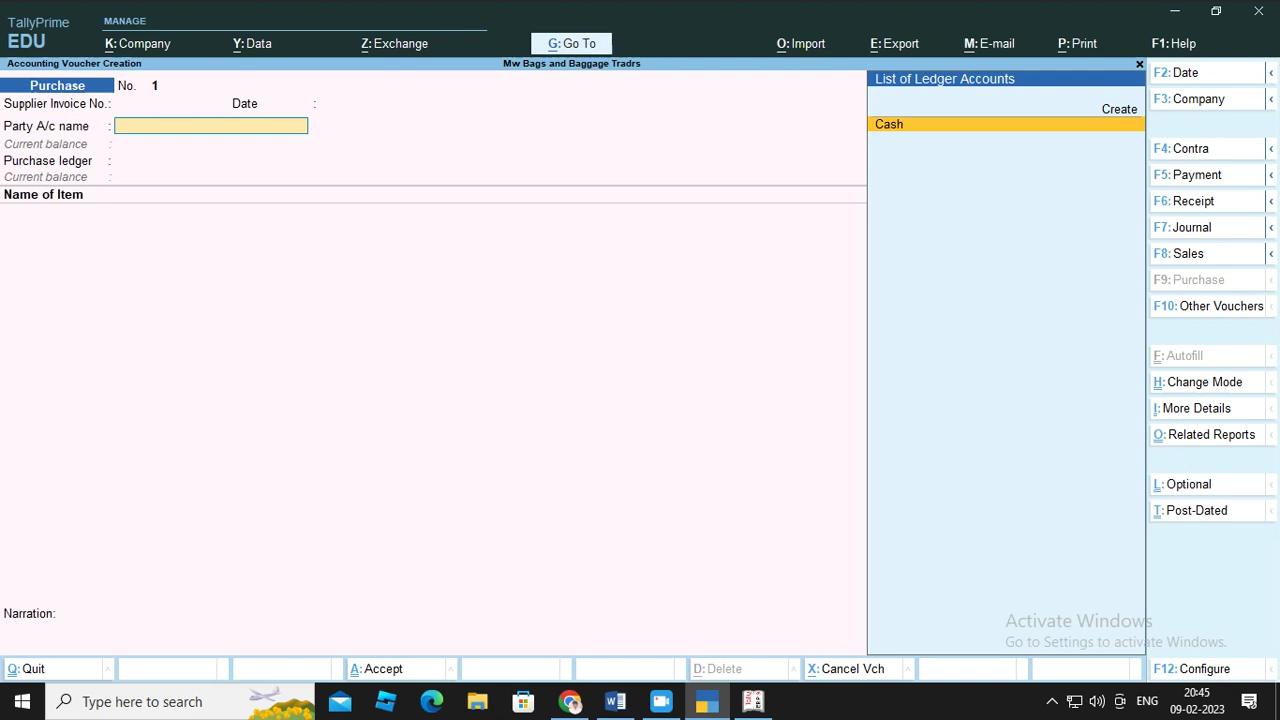 TallyPrime
EDU
MANAGE
K: Company
Y: Data
Z: Exchange
G: Go To
O: Import
E: Export
M: E-mail
P: Print
F1: Help
Accounting Voucher Creation
Mw Bags and Baggage Tradrs
Purchase No. 1
Supplier Invoice No.: Date :
Party A/c name :
Current balance :
Purchase ledger :
Current balance :
Name of Item
Narration:
List of Ledger Accounts
Create
Cash
F2: Date
F3: Company
F4: Contra
F5: Payment
F6: Receipt
F7: Journal
F8: Sales
F9: Purchase
F10: Other Vouchers
F: Autofill
H: Change Mode
I: More Details
O: Related Reports
L: Optional
T: Post-Dated
Activate Windows
Go to Settings to activate Windows.
Q: Quit
A: Accept
D: Delete
X: Cancel Vch
F12: Configure
Type here to search
ENG
20:45
09-02-2023